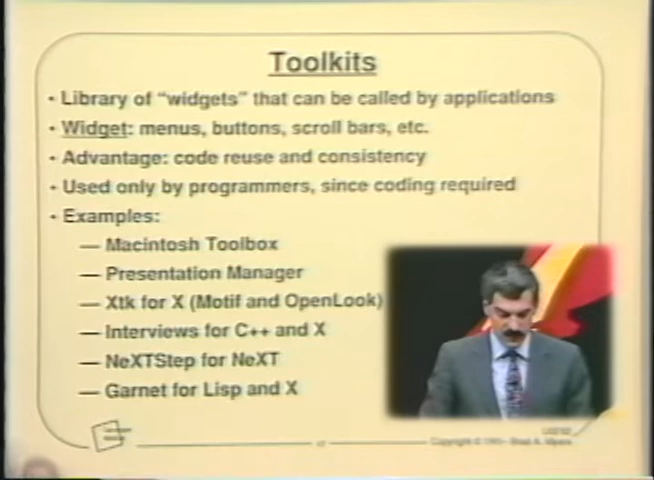 Toolkits
• Library of “widgets” that can be called by applications
• Widget: menus, buttons, scroll bars, etc.
• Advantage: code reuse and consistency
• Used only by programmers, since coding required
• Examples:
— Macintosh Toolbox
— Presentation Manager
— Xtk for X (Motif and OpenLook)
— Interviews for C++ and X
— NeXTStep for NeXT
— Garnet for Lisp and X
Copyright © Brad A. Myers